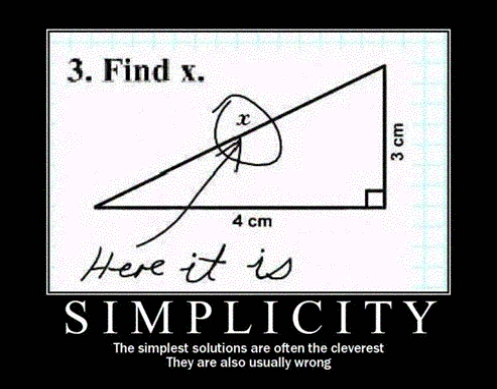 3. Find x.
x
3 cm
4 cm
Here it is
SIMPLICITY
The simplest solutions are often the cleverest
They are also usually wrong